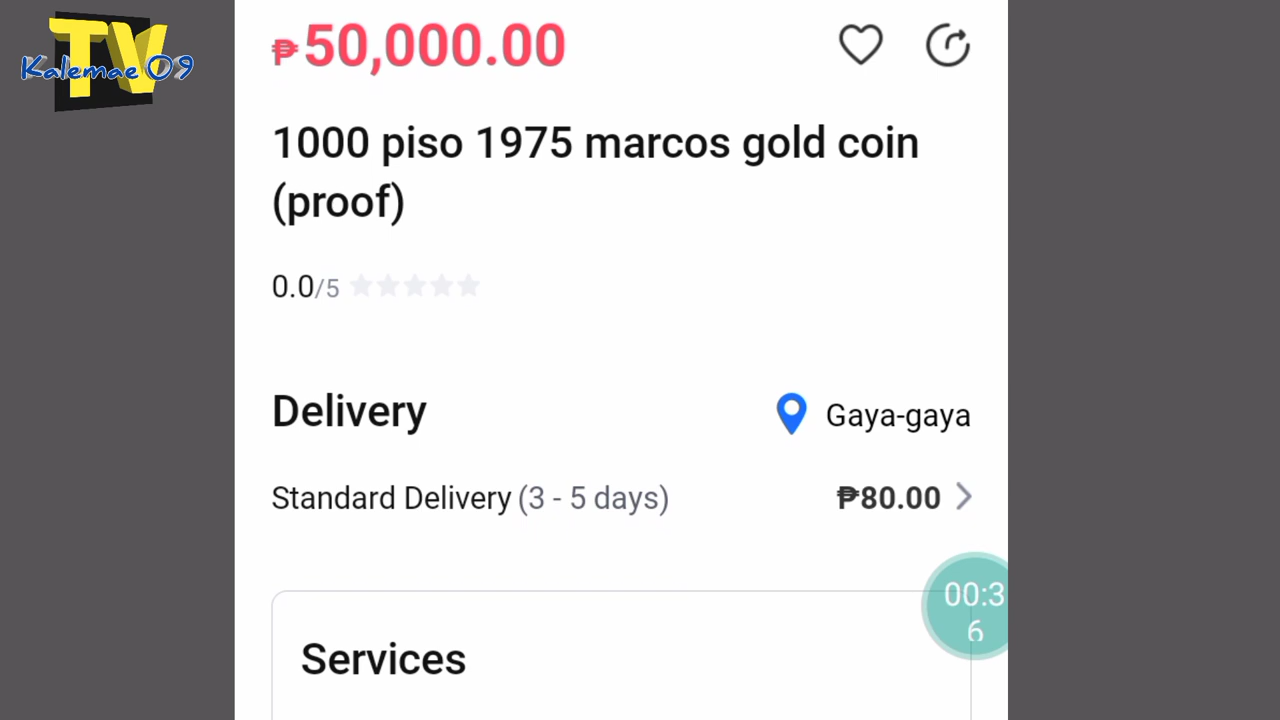 TV
Kalemae 09
₱50,000.00
1000 piso 1975 marcos gold coin
(proof)
0.0/5
Delivery
Gaya-gaya
Standard Delivery (3 - 5 days)
₱80.00
00:3
6
Services